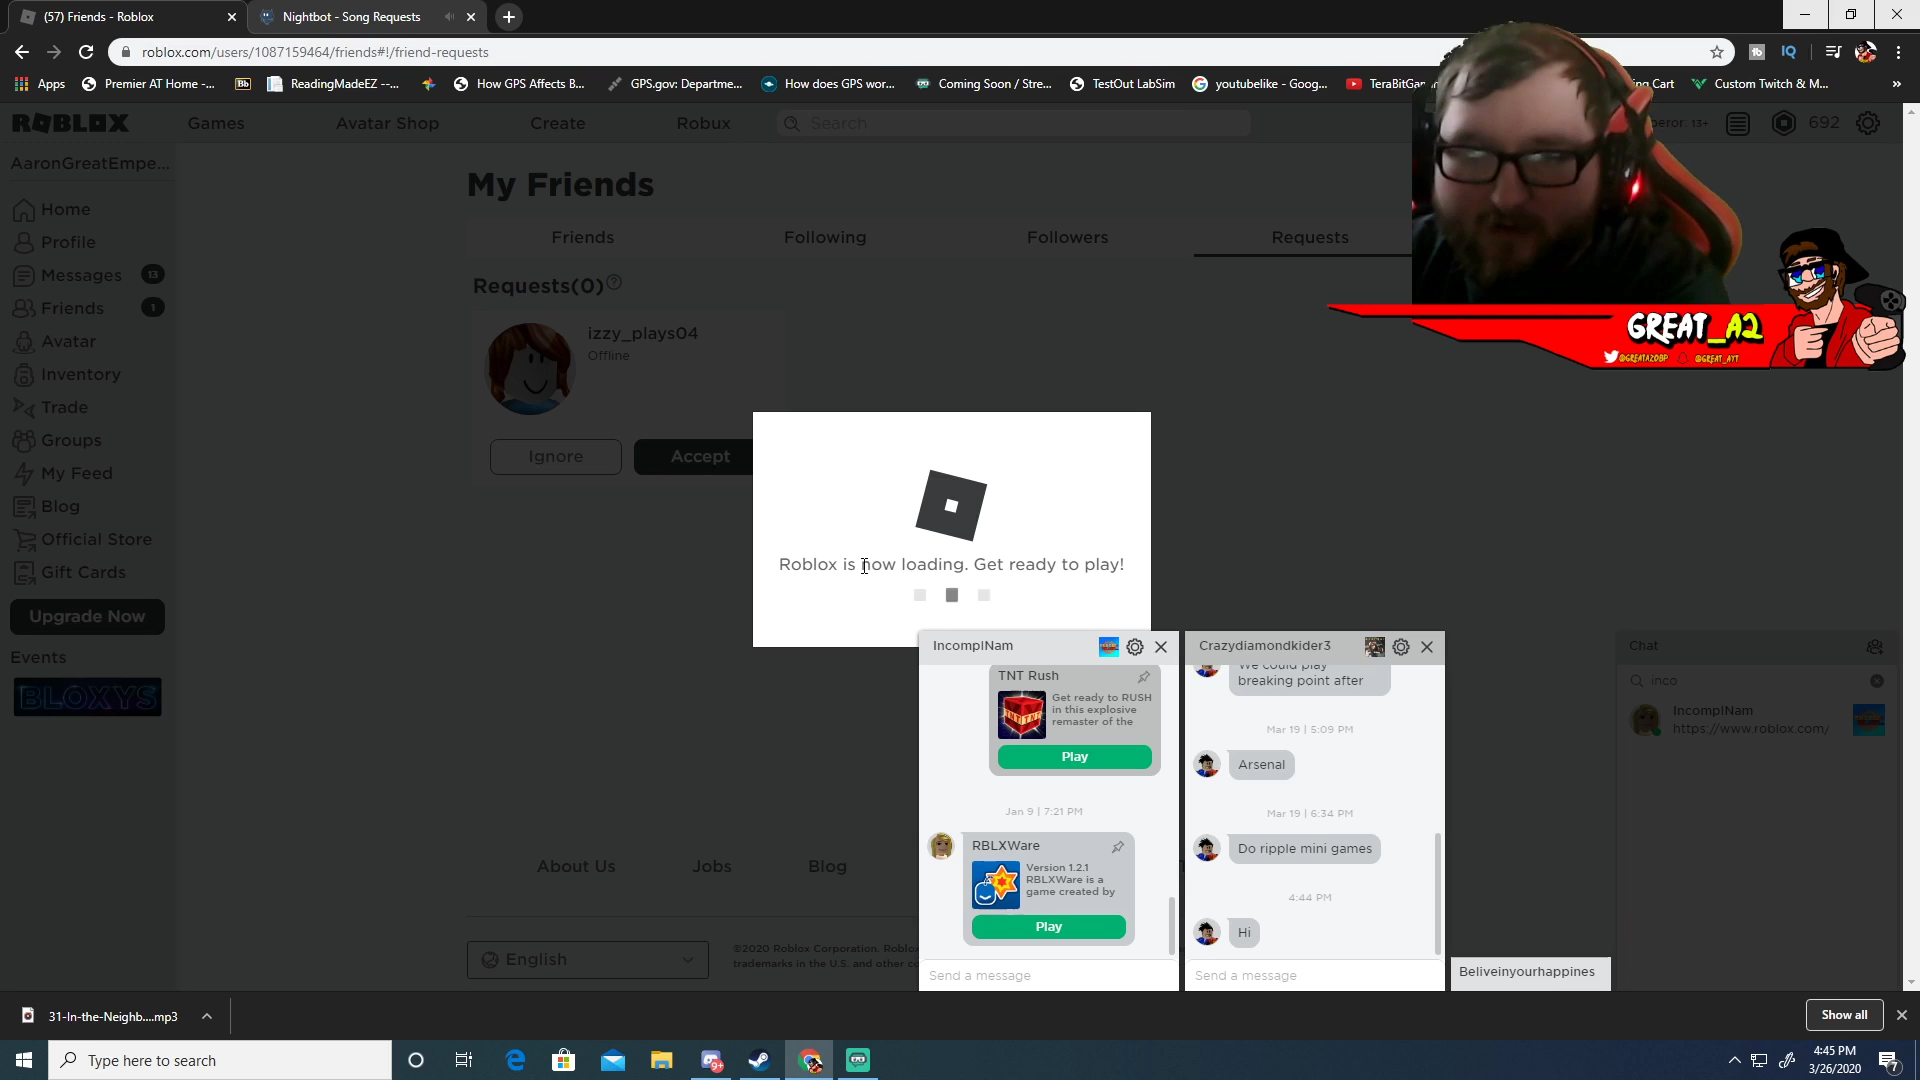 (57) Friends - Roblox
Nightbot - Song Requests
roblox.com/users/1087159464/friends#!/friend-requests
Apps
Premier AT Home -...
Bb
ReadingMadeEZ --...
How GPS Affects B...
GPS.gov: Departme...
How does GPS wor...
Coming Soon / Stre...
TestOut LabSim
youtubelike - Goog...
Custom Twitch & M...
ROBLOX
Games
Avatar Shop
Create
Robux
Search
13+
692
AaronGreatEmpe...
Home
Profile
Messages
13
Friends
1
Avatar
Inventory
Trade
Groups
My Feed
Blog
Official Store
Gift Cards
Upgrade Now
Events
BLOXYS
My Friends
Friends
Following
Followers
Requests
Requests(0)
izzy_plays04
Offline
Ignore
Accept
GREAT_A2
@GREATA2DBP
@GREAT_AYT
Roblox is now loading. Get ready to play!
IncomplNam
TNT Rush
Get ready to RUSH
in this explosive
remaster of the
Play
Jan 9 | 7:21 PM
RBLXWare
Version 1.2.1
RBLXWare is a
game created by
Play
Send a message
Crazydiamondkider3
We could play
breaking point after
Mar 19 | 5:09 PM
Arsenal
Mar 19 | 6:34 PM
Do ripple mini games
4:44 PM
Hi
Send a message
Beliveinyourhappines
Chat
inco
IncomplNam
https://www.roblox.com/
About Us
Jobs
Blog
English
©2020 Roblox Corporation.
trademarks in the U.S. and other
31-In-the-Neighb....mp3
Show all
Type here to search
4:45 PM
3/26/2020
7